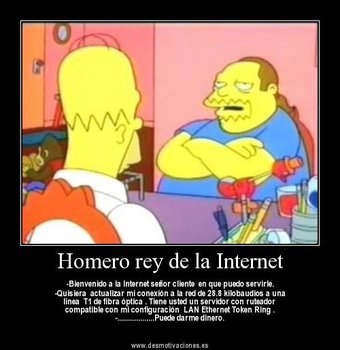 Homero rey de la Internet
-Bienvenido a la Internet señor cliente en que puedo servirle.
-Quisiera actualizar mi conexión a la red de 28.8 kilobaudios a una
linea T1 de fibra óptica . Tiene usted un servidor con ruteador
compatible con mi configuración LAN Ethernet Token Ring .
-..................Puede darme dinero.
www.desmotivaciones.es